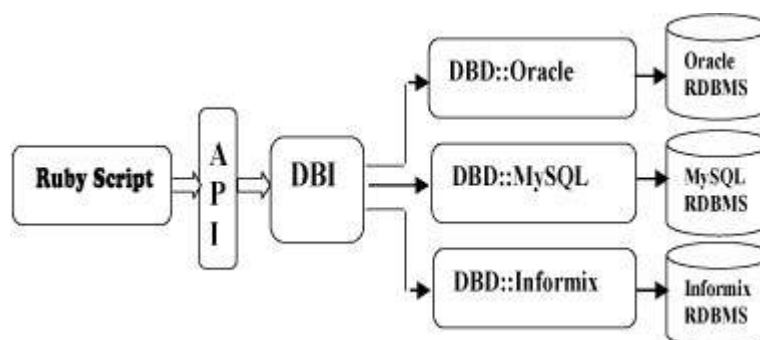 Ruby Script
A
P
I
DBI
DBD::Oracle
Oracle
RDBMS
DBD::MySQL
MySQL
RDBMS
DBD::Informix
Informix
RDBMS